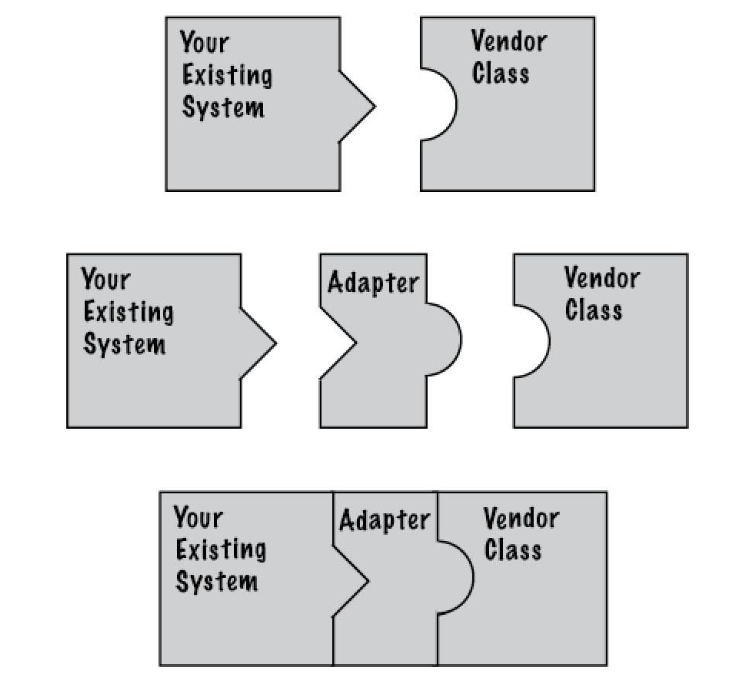 Your
Existing
System
Vendor
Class
Your
Existing
System
Adapter
Vendor
Class
Your
Existing
System
Adapter
Vendor
Class